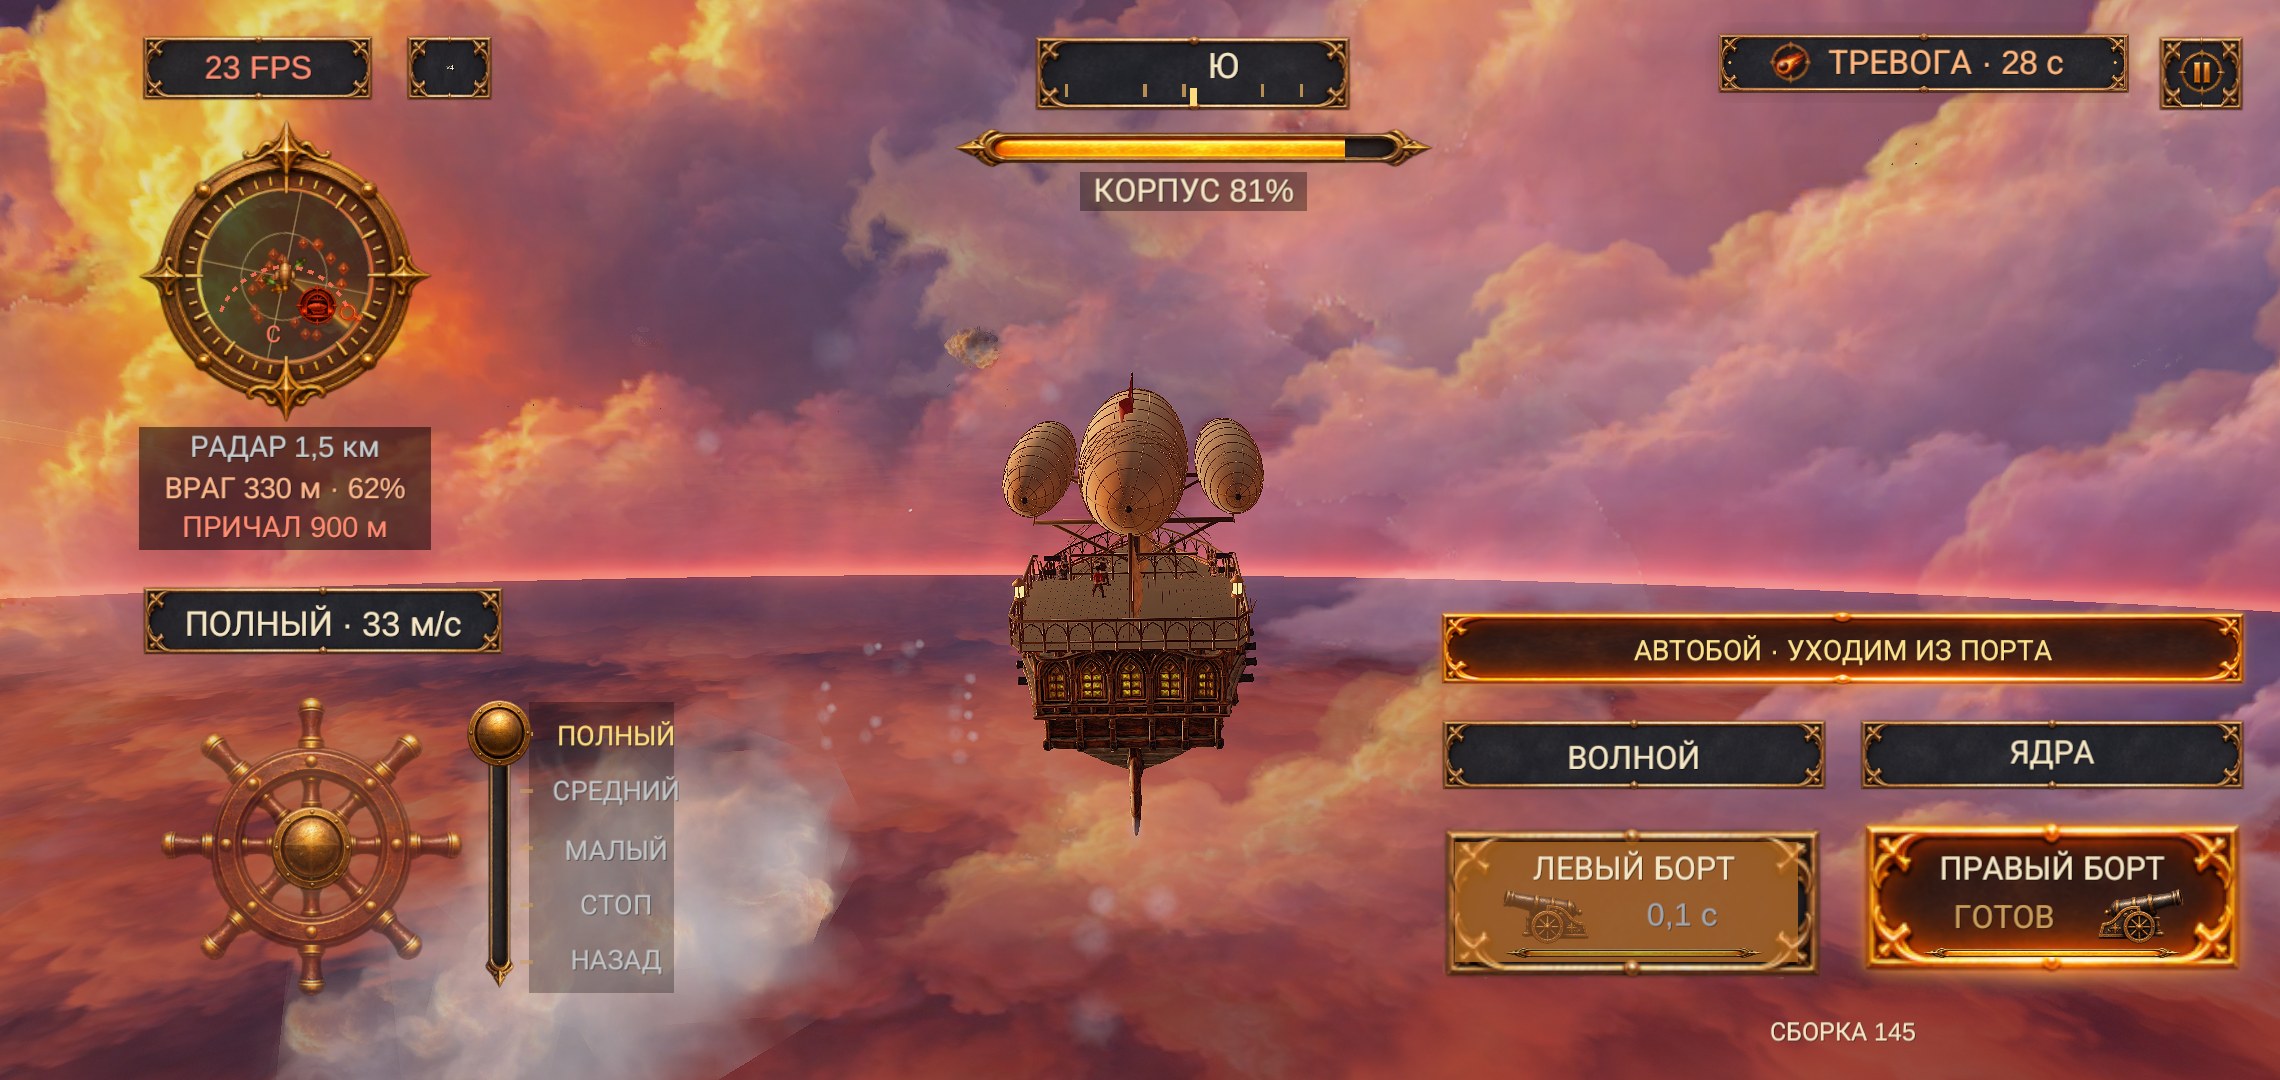 23 FPS
Ю
ТРЕВОГА · 28 с
КОРПУС 81%
С
РАДАР 1,5 км
ВРАГ 330 м · 62%
ПРИЧАЛ 900 м
ПОЛНЫЙ · 33 м/с
ПОЛНЫЙ
СРЕДНИЙ
МАЛЫЙ
СТОП
НАЗАД
АВТОБОЙ · УХОДИМ ИЗ ПОРТА
ВОЛНОЙ
ЯДРА
ЛЕВЫЙ БОРТ
0,1 с
ПРАВЫЙ БОРТ
ГОТОВ
СБОРКА 145